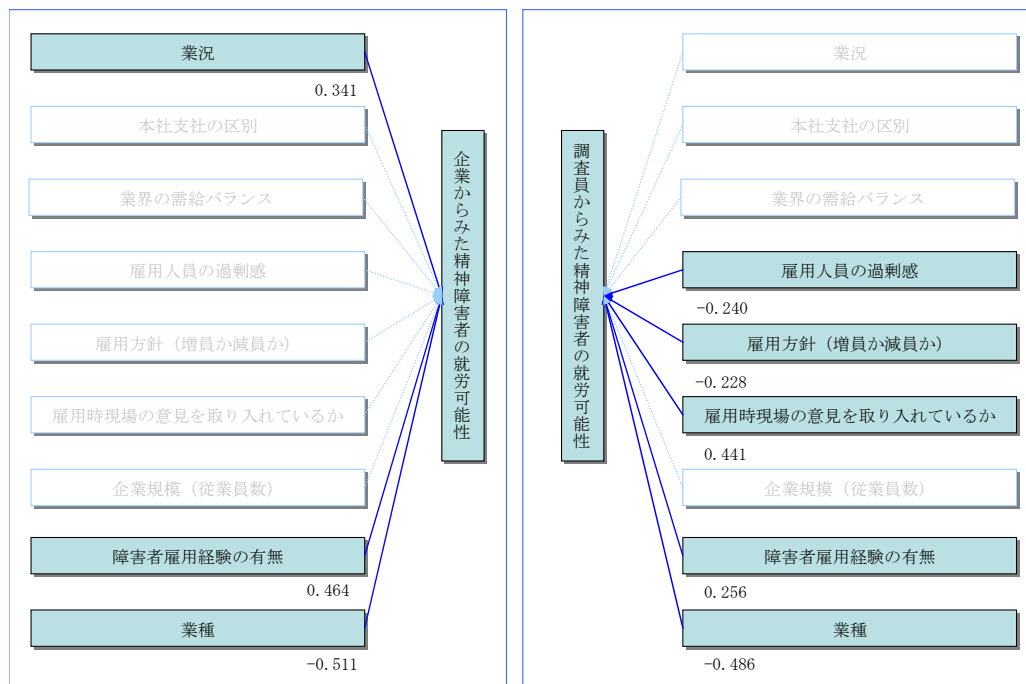 業況
0.341
本社支社の区別
業界の需給バランス
雇用人員の過剰感
雇用方針（増員か減員か）
雇用時現場の意見を取り入れているか
企業規模（従業員数）
障害者雇用経験の有無
0.464
業種
-0.511
企業からみた精神障害者の就労可能性
調査員からみた精神障害者の就労可能性
業況
本社支社の区別
業界の需給バランス
雇用人員の過剰感
-0.240
雇用方針（増員か減員か）
-0.228
雇用時現場の意見を取り入れているか
0.441
企業規模（従業員数）
障害者雇用経験の有無
0.256
業種
-0.486